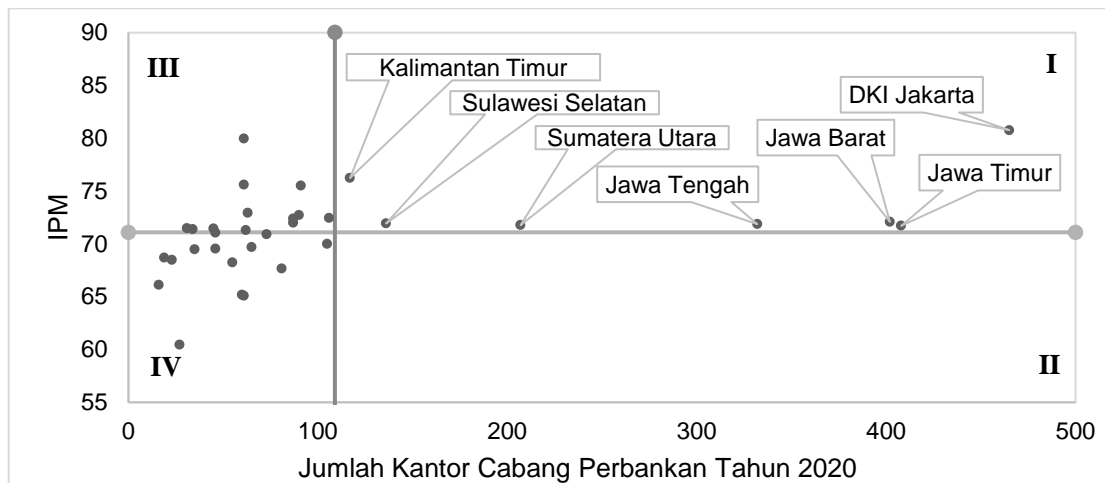 90
III
I
Kalimantan Timur
85
DKI Jakarta
Sulawesi Selatan
80
Sumatera Utara
Jawa Barat
75
Jawa Tengah
Jawa Timur
IPM
70
65
60
IV
II
55
0
100
200
300
400
500
Jumlah Kantor Cabang Perbankan Tahun 2020